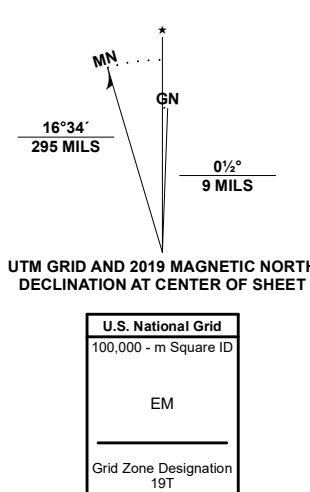 ★
MN
GN
16°34´
295 MILS
0½°
9 MILS
UTM GRID AND 2019 MAGNETIC NORTH
DECLINATION AT CENTER OF SHEET
U.S. National Grid
100,000 - m Square ID
EM
Grid Zone Designation
19T